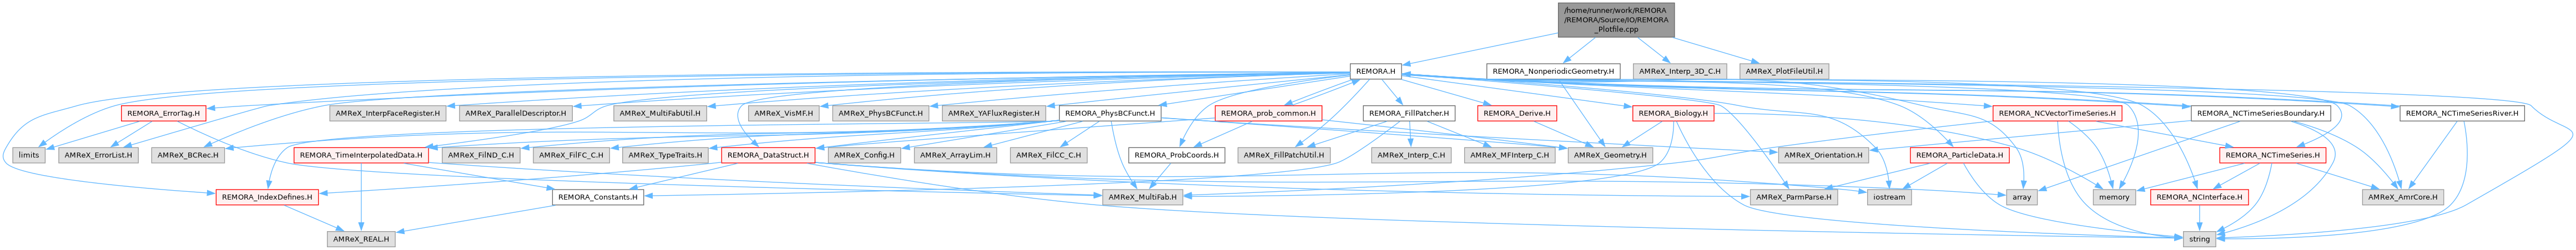 /home/runner/work/REMORA
/REMORA/Source/IO/REMORA
_Plotfile.cpp
REMORA.H
REMORA_NonperiodicGeometry.H
AMReX_Interp_3D_C.H
AMReX_PlotFileUtil.H
REMORA_ErrorTag.H
AMReX_InterpFaceRegister.H
AMReX_ParallelDescriptor.H
AMReX_MultiFabUtil.H
AMReX_VisMF.H
AMReX_PhysBCFunct.H
AMReX_YAFluxRegister.H
REMORA_PhysBCFunct.H
REMORA_prob_common.H
REMORA_FillPatcher.H
REMORA_Derive.H
REMORA_Biology.H
REMORA_NCVectorTimeSeries.H
REMORA_NCTimeSeriesBoundary.H
REMORA_NCTimeSeriesRiver.H
limits
AMReX_ErrorList.H
AMReX_BCRec.H
REMORA_TimeInterpolatedData.H
AMReX_FilND_C.H
AMReX_FilFC_C.H
AMReX_TypeTraits.H
REMORA_DataStruct.H
AMReX_Config.H
AMReX_ArrayLim.H
AMReX_FilCC_C.H
REMORA_ProbCoords.H
AMReX_FillPatchUtil.H
AMReX_Interp_C.H
AMReX_MFInterp_C.H
AMReX_Geometry.H
AMReX_Orientation.H
REMORA_ParticleData.H
REMORA_NCTimeSeries.H
REMORA_IndexDefines.H
REMORA_Constants.H
AMReX_MultiFab.H
AMReX_ParmParse.H
iostream
array
memory
REMORA_NCInterface.H
AMReX_AmrCore.H
AMReX_REAL.H
string